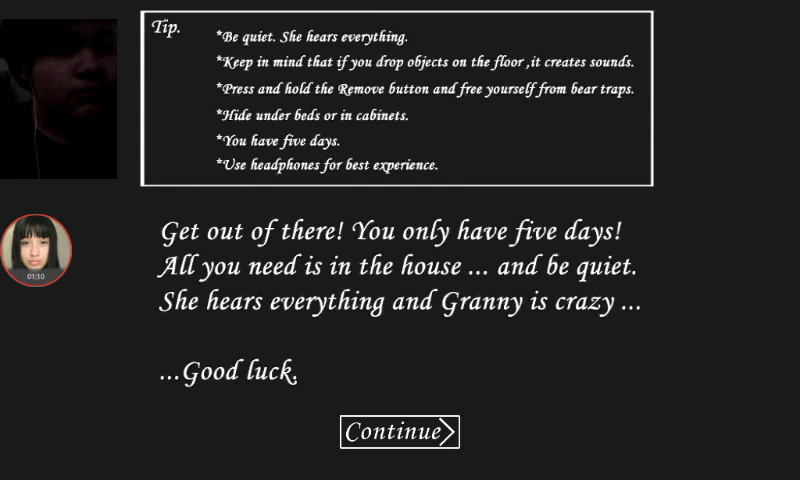 Tip.
*Be quiet. She hears everything.
*Keep in mind that if you drop objects on the floor ,it creates sounds.
*Press and hold the Remove button and free yourself from bear traps.
*Hide under beds or in cabinets.
*You have five days.
*Use headphones for best experience.
01:10
Get out of there! You only have five days!
All you need is in the house ... and be quiet.
She hears everything and Granny is crazy ...
...Good luck.
Continue